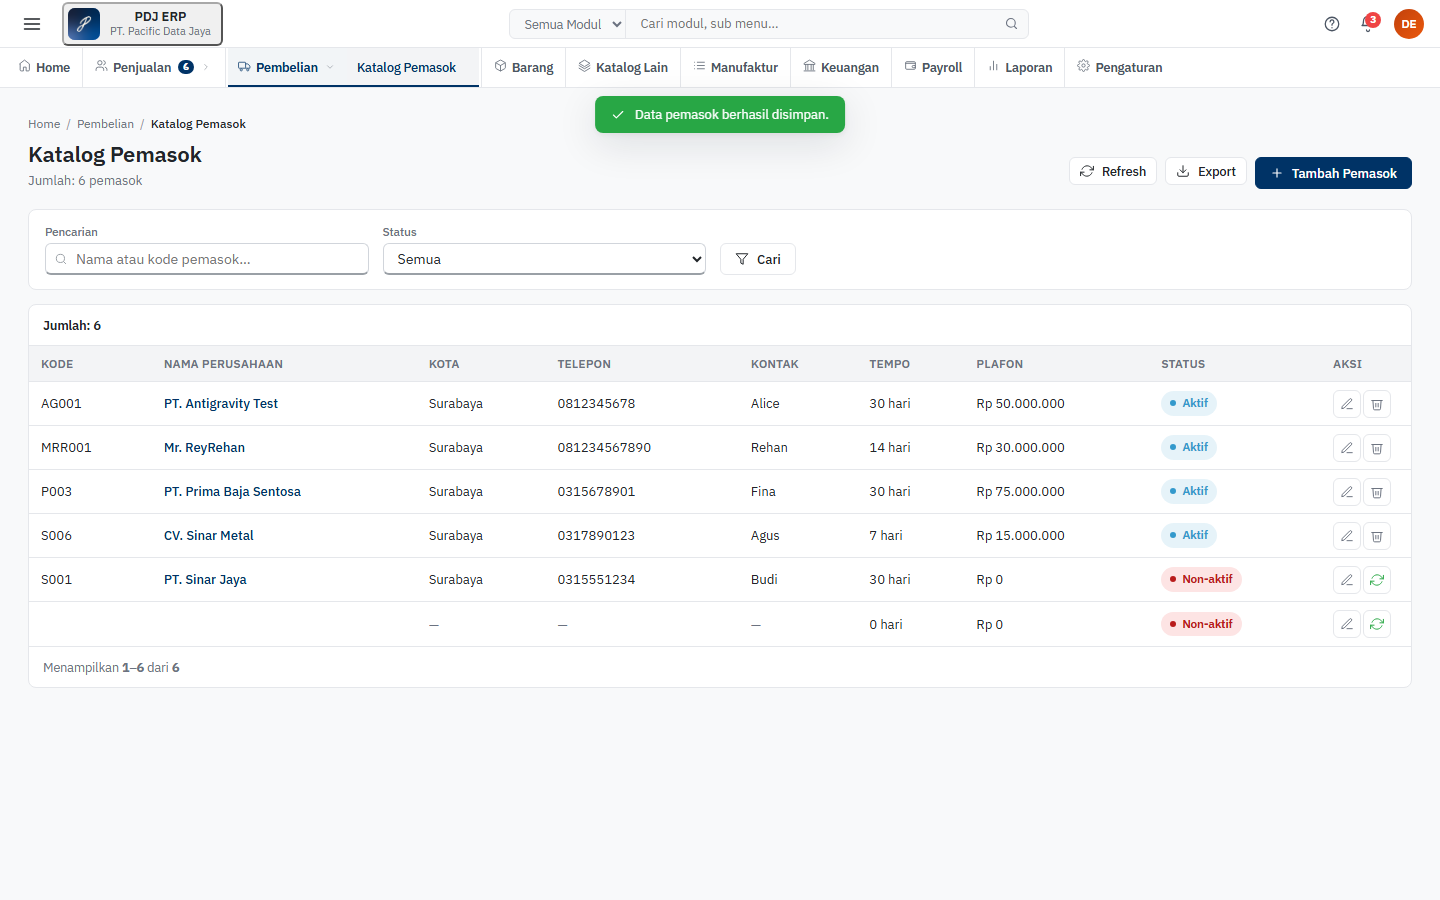 PDJ ERP
PT. Pacific Data Jaya
Semua Modul
Cari modul, sub menu...
3
DE
Home
Penjualan 6
Pembelian
Katalog Pemasok
Barang
Katalog Lain
Manufaktur
Keuangan
Payroll
Laporan
Pengaturan
Data pemasok berhasil disimpan.
Home / Pembelian / Katalog Pemasok
Katalog Pemasok
Jumlah: 6 pemasok
Refresh
Export
Tambah Pemasok
Pencarian
Status
Nama atau kode pemasok...
Semua
Cari
Jumlah: 6
KODE NAMA PERUSAHAAN KOTA TELEPON KONTAK TEMPO PLAFON STATUS AKSI
AG001 PT. Antigravity Test Surabaya 0812345678 Alice 30 hari Rp 50.000.000 Aktif
MRR001 Mr. ReyRehan Surabaya 081234567890 Rehan 14 hari Rp 30.000.000 Aktif
P003 PT. Prima Baja Sentosa Surabaya 0315678901 Fina 30 hari Rp 75.000.000 Aktif
S006 CV. Sinar Metal Surabaya 0317890123 Agus 7 hari Rp 15.000.000 Aktif
S001 PT. Sinar Jaya Surabaya 0315551234 Budi 30 hari Rp 0 Non-aktif
— — — 0 hari Rp 0 Non-aktif
Menampilkan 1–6 dari 6